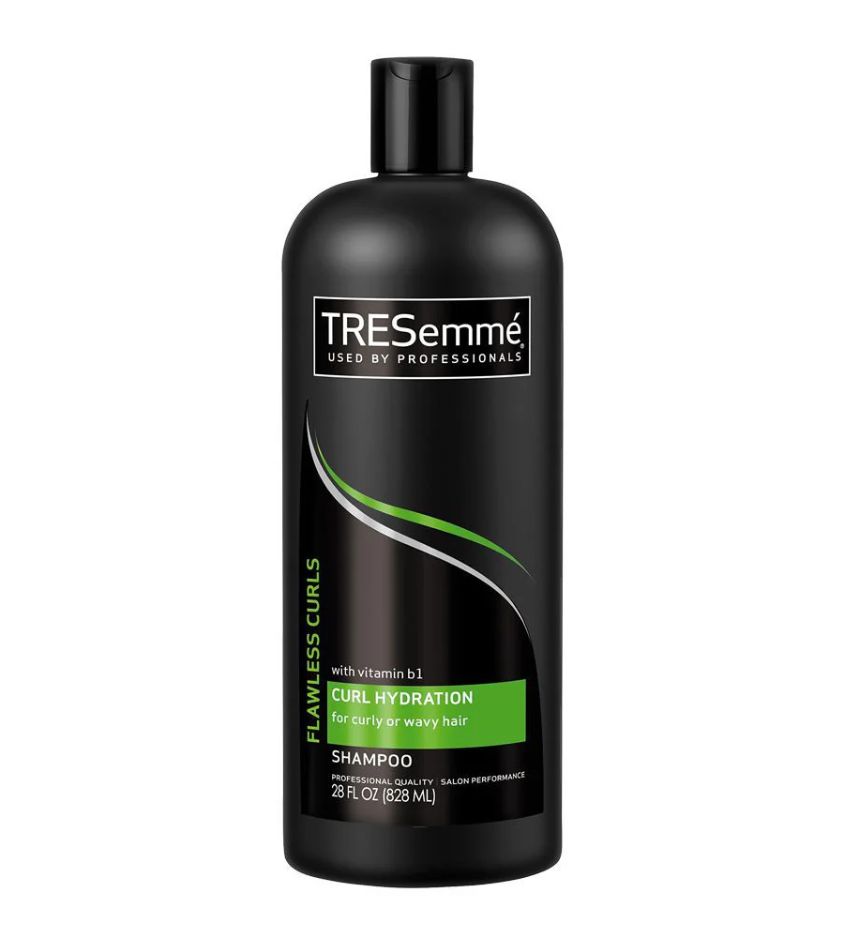 TRESemmé®
USED BY PROFESSIONALS
FLAWLESS CURLS
with vitamin b1
CURL HYDRATION
for curly or wavy hair
SHAMPOO
PROFESSIONAL QUALITY | SALON PERFORMANCE
28 FL OZ (828 ML)